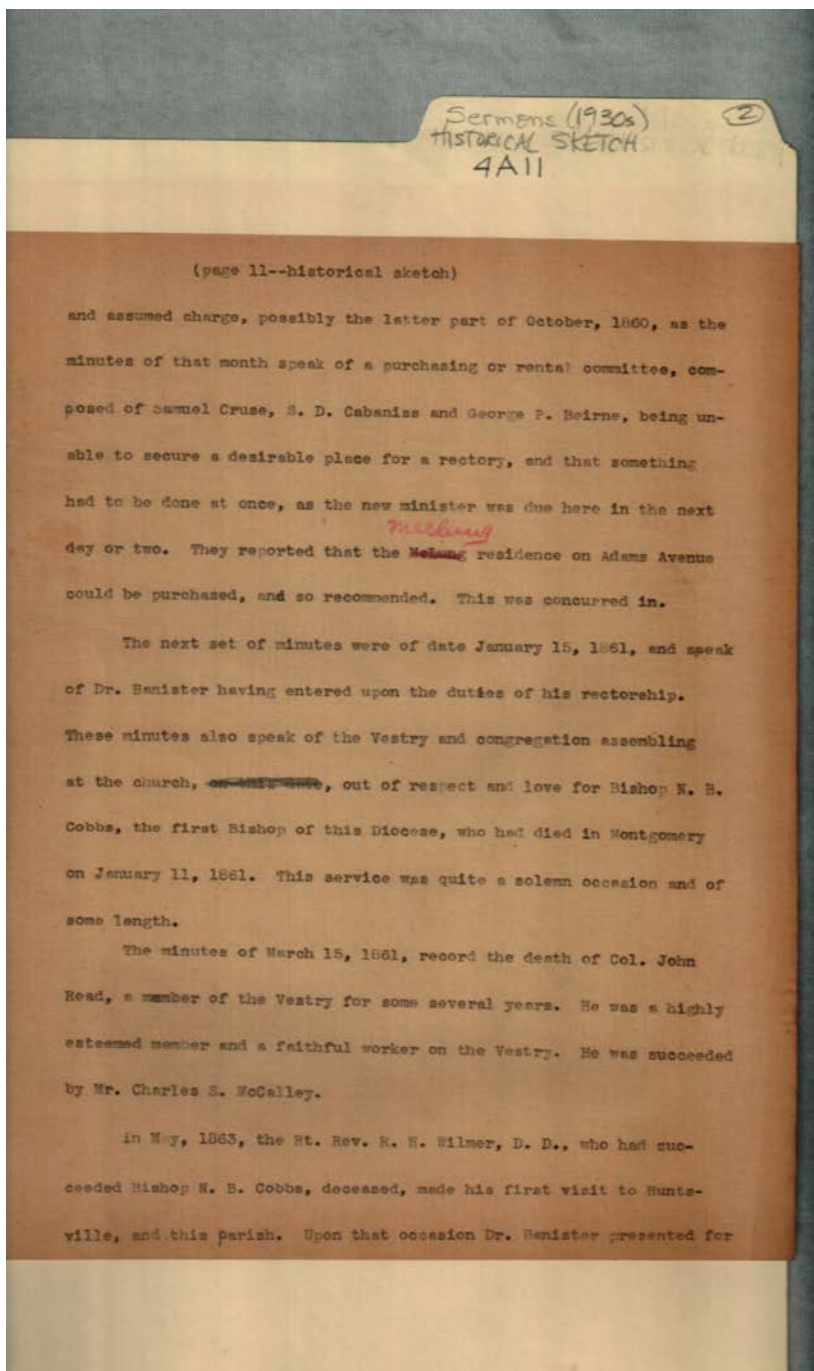 Sermons (1930s) 2
HISTORICAL SKETCH
4A11
(page 11--historical sketch)
and assumed charge, possibly the latter part of October, 1860, as the
minutes of that month speak of a purchasing or rental committee, com-
posed of Samuel Cruse, S. D. Cabaniss and George P. Beirne, being un-
able to secure a desirable place for a rectory, and that something
had to be done at once, as the new minister was due here in the next
McClung
day or two. They reported that the McLung residence on Adams Avenue
could be purchased, and so recommended. This was concurred in.
The next set of minutes were of date January 15, 1861, and speak
of Dr. Banister having entered upon the duties of his rectorship.
These minutes also speak of the Vestry and congregation assembling
at the church, on this date, out of respect and love for Bishop N. B.
Cobbs, the first Bishop of this Diocese, who had died in Montgomery
on January 11, 1861. This service was quite a solemn occasion and of
some length.
The minutes of March 15, 1861, record the death of Col. John
Read, a member of the Vestry for some several years. He was a highly
esteemed member and a faithful worker on the Vestry. He was succeeded
by Mr. Charles S. McCalley.
In May, 1863, the Rt. Rev. R. H. Wilmer, D. D., who had suc-
ceeded Bishop N. B. Cobbs, deceased, made his first visit to Hunts-
ville, and this parish. Upon that occasion Dr. Banister presented for